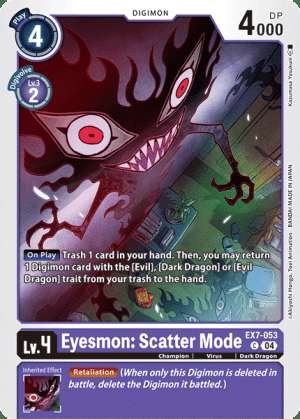 DIGIMON
Play
4
4000
DP
Digivolve
Lv.3
2
On Play Trash 1 card in your hand. Then, you may return
1 Digimon card with the [Evil], [Dark Dragon] or [Evil
Dragon] trait from your trash to the hand.
EX7-053
Lv.4
Eyesmon: Scatter Mode
C 04
Champion
Virus
Dark Dragon
Inherited Effect
Retaliation (When only this Digimon is deleted in
battle, delete the Digimon it battled.)